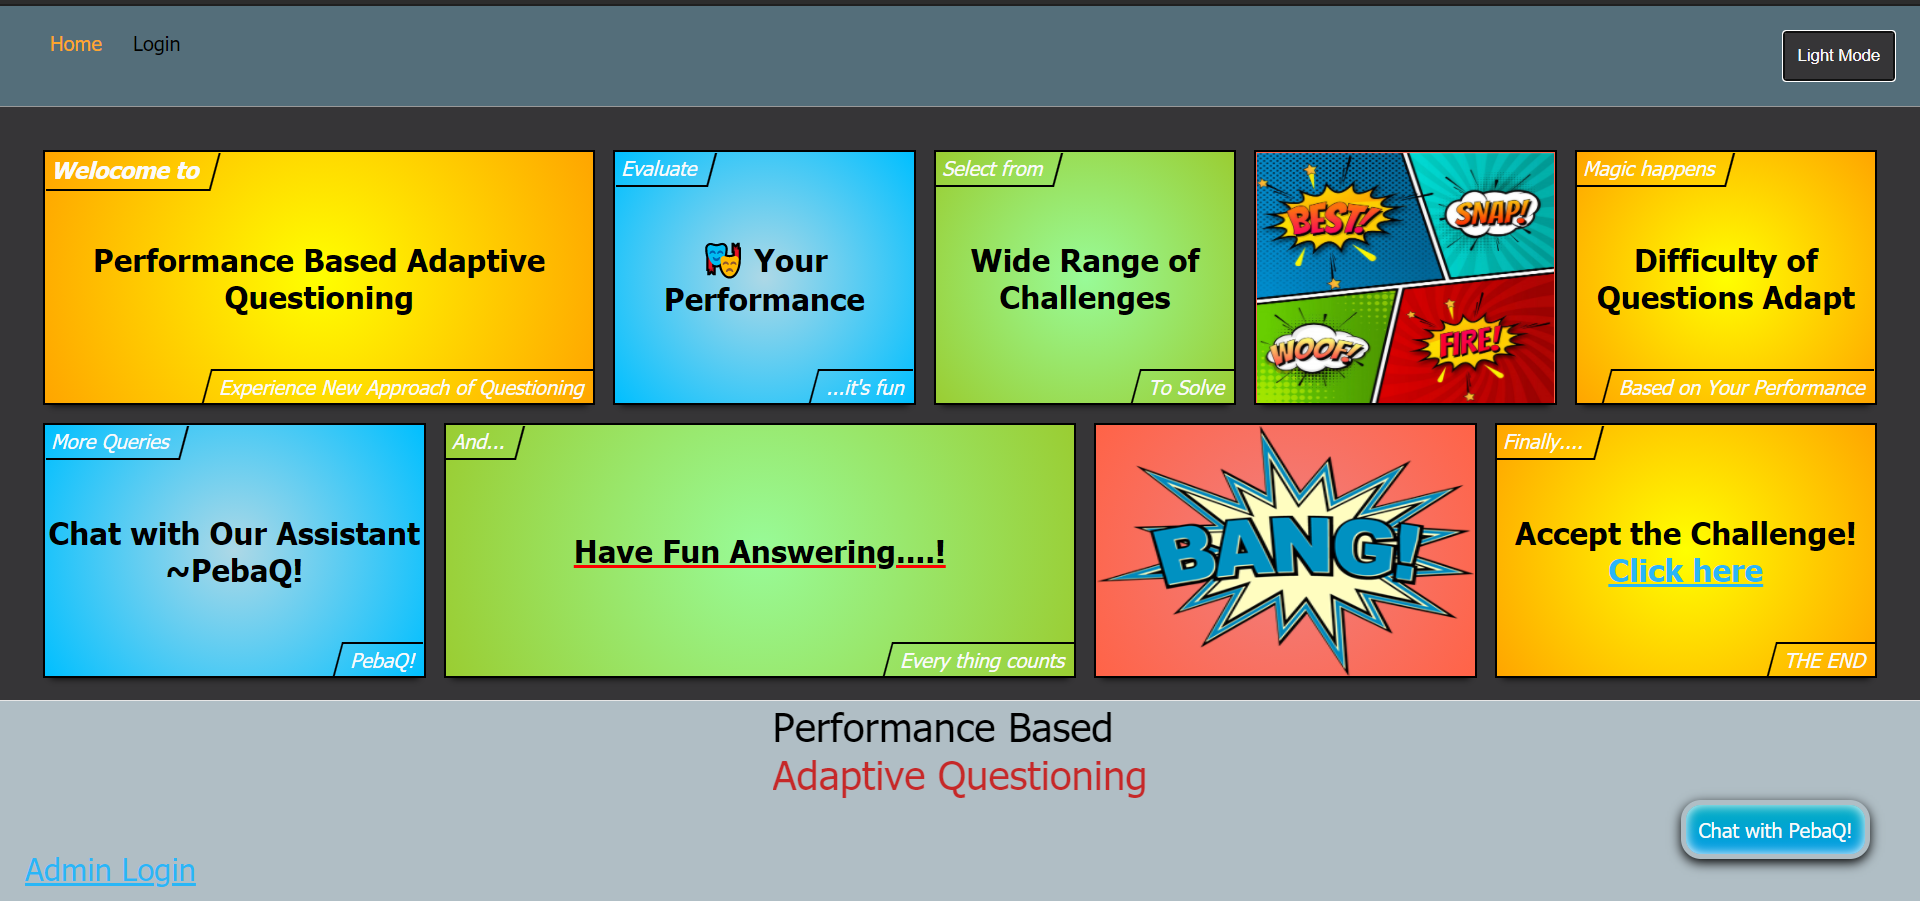 Home
Login
Light Mode
Welocome to
Performance Based Adaptive
Questioning
Experience New Approach of Questioning
Evaluate
🎭 Your
Performance
...it's fun
Select from
Wide Range of
Challenges
To Solve
BEST!
SNAP!
WOOF!
FIRE!
Magic happens
Difficulty of
Questions Adapt
Based on Your Performance
More Queries
Chat with Our Assistant
~PebaQ!
PebaQ!
And...
Have Fun Answering....!
Every thing counts
BANG!
Finally....
Accept the Challenge!
Click here
THE END
Performance Based
Adaptive Questioning
Chat with PebaQ!
Admin Login